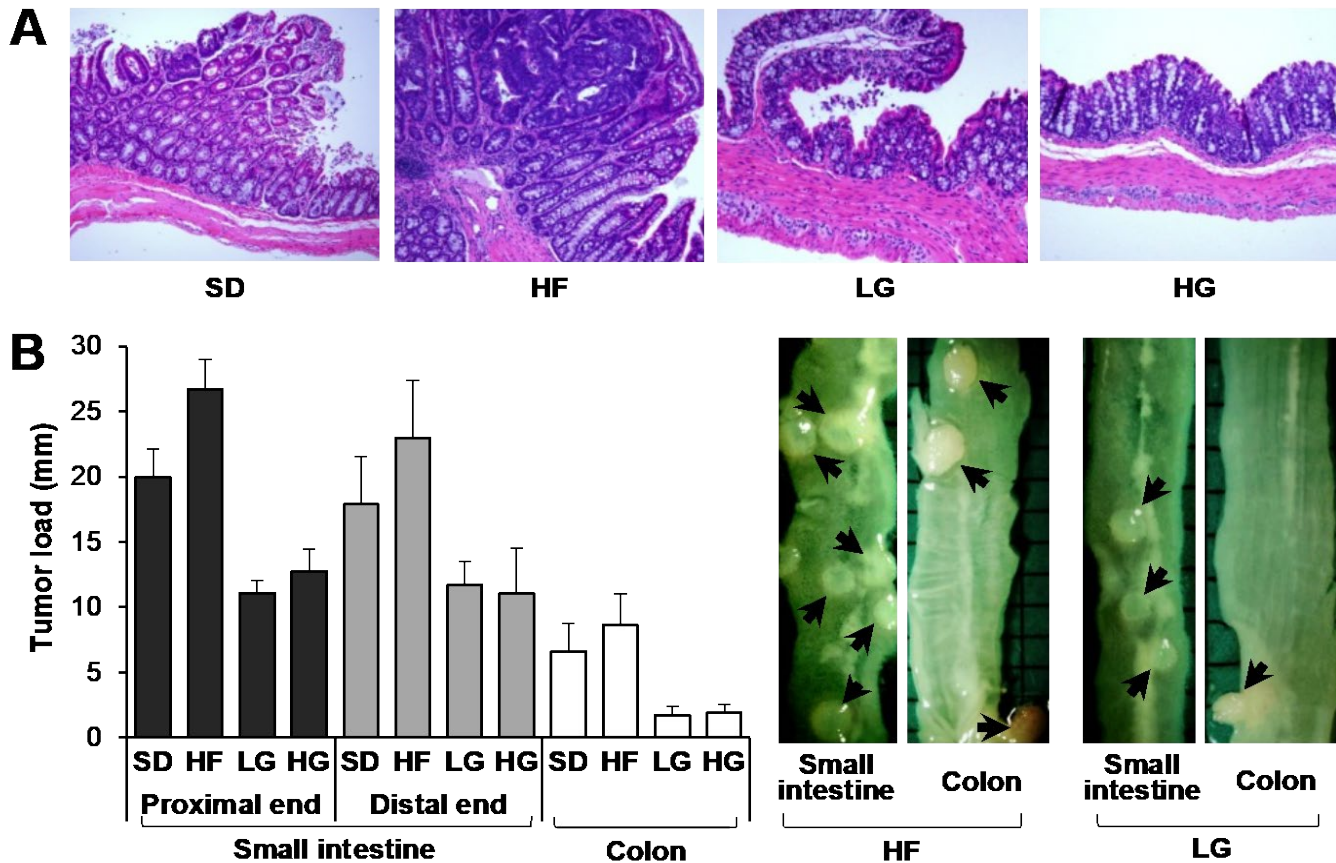 A
SD HF LG HG
B
30
25
20
15
10
5
0
Tumor load (mm)
SD HF LG HG SD HF LG HG SD HF LG HG
Proximal end Distal end
Small intestine Colon
Small
intestine
Colon
HF
Small
intestine
Colon
LG